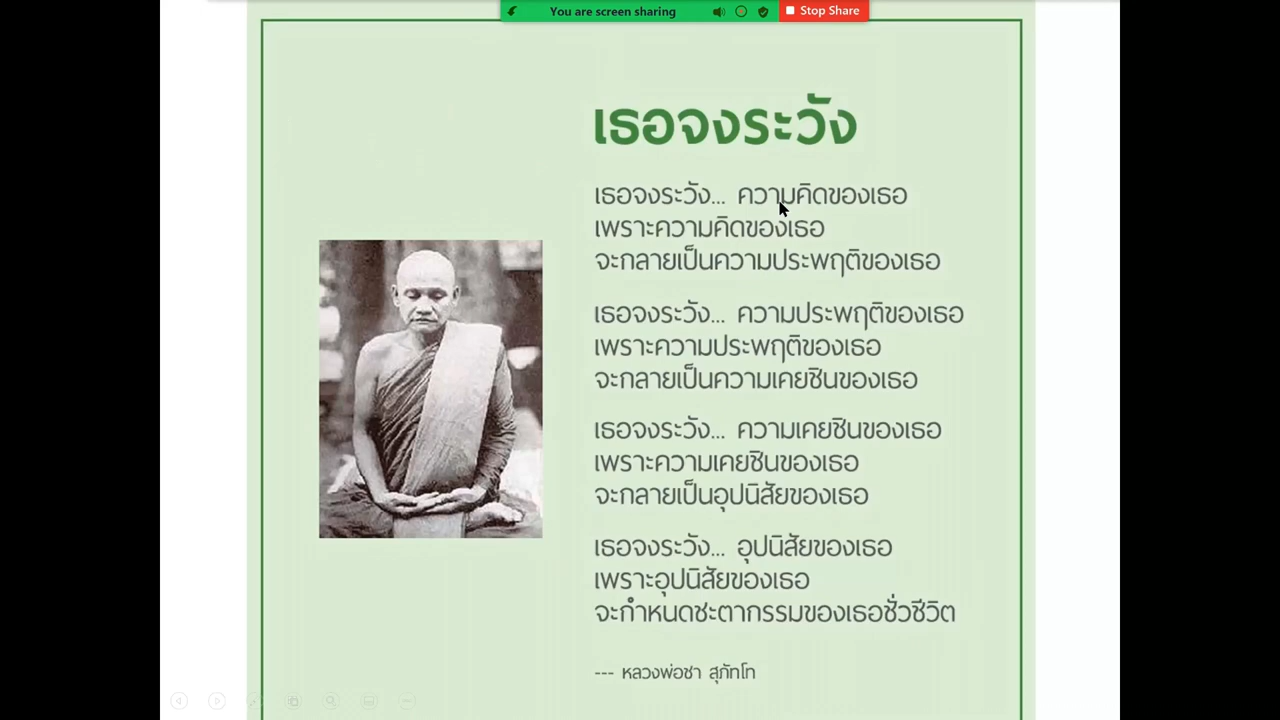 You are screen sharing
Stop Share
เธอจงระวัง
เธอจงระวัง... ความคิดของเธอ
เพราะความคิดของเธอ
จะกลายเป็นความประพฤติของเธอ
เธอจงระวัง... ความประพฤติของเธอ
เพราะความประพฤติของเธอ
จะกลายเป็นความเคยชินของเธอ
เธอจงระวัง... ความเคยชินของเธอ
เพราะความเคยชินของเธอ
จะกลายเป็นอุปนิสัยของเธอ
เธอจงระวัง... อุปนิสัยของเธอ
เพราะอุปนิสัยของเธอ
จะกำหนดชะตากรรมของเธอชั่วชีวิต
--- หลวงพ่อชา สุภัทโท